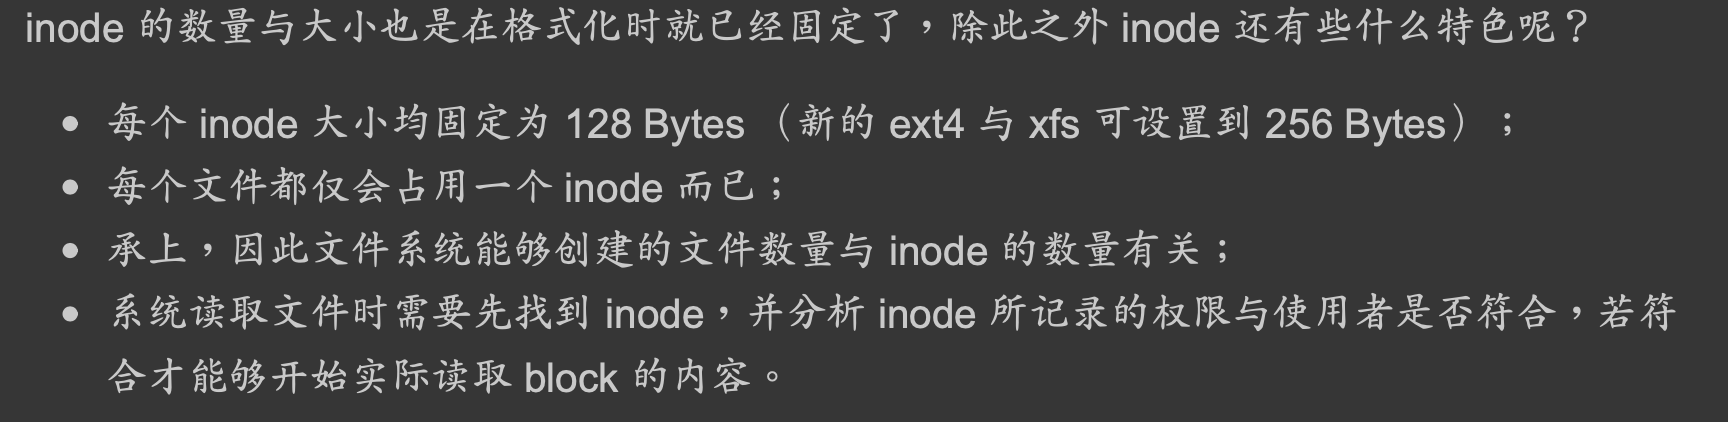 inode 的数量与大小也是在格式化时就已经固定了，除此之外 inode 还有些什么特色呢？
• 每个 inode 大小均固定为 128 Bytes （新的 ext4 与 xfs 可设置到 256 Bytes）；
• 每个文件都仅会占用一个 inode 而已；
• 承上，因此文件系统能够创建的文件数量与 inode 的数量有关；
• 系统读取文件时需要先找到 inode，并分析 inode 所记录的权限与使用者是否符合，若符
合才能够开始实际读取 block 的内容。